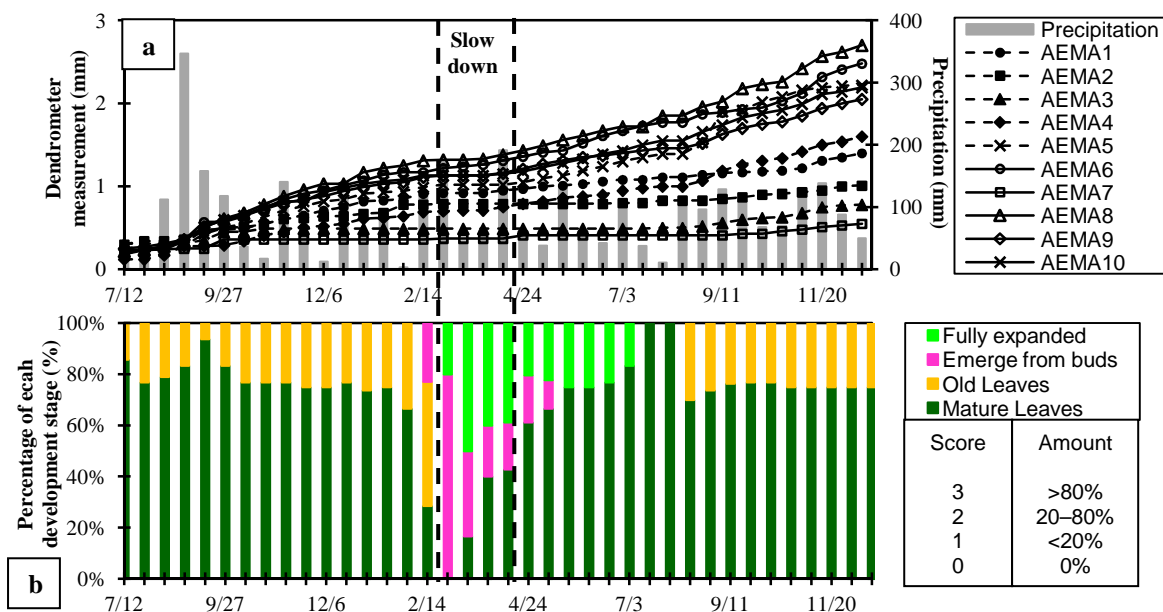 a
Slow
down
Dendrometer
measurement (mm)
3
2
1
0
400
300
200
100
0
Precipitation (mm)
7/12
9/27
12/6
2/14
4/24
7/3
9/11
11/20
Precipitation
AEMA1
AEMA2
AEMA3
AEMA4
AEMA5
AEMA6
AEMA7
AEMA8
AEMA9
AEMA10
b
Percentage of ecah
development stage (%)
100%
80%
60%
40%
20%
0%
7/12
9/27
12/6
2/14
4/24
7/3
9/11
11/20
Fully expanded
Emerge from buds
Old Leaves
Mature Leaves
Score Amount
3 >80%
2 20–80%
1 <20%
0 0%